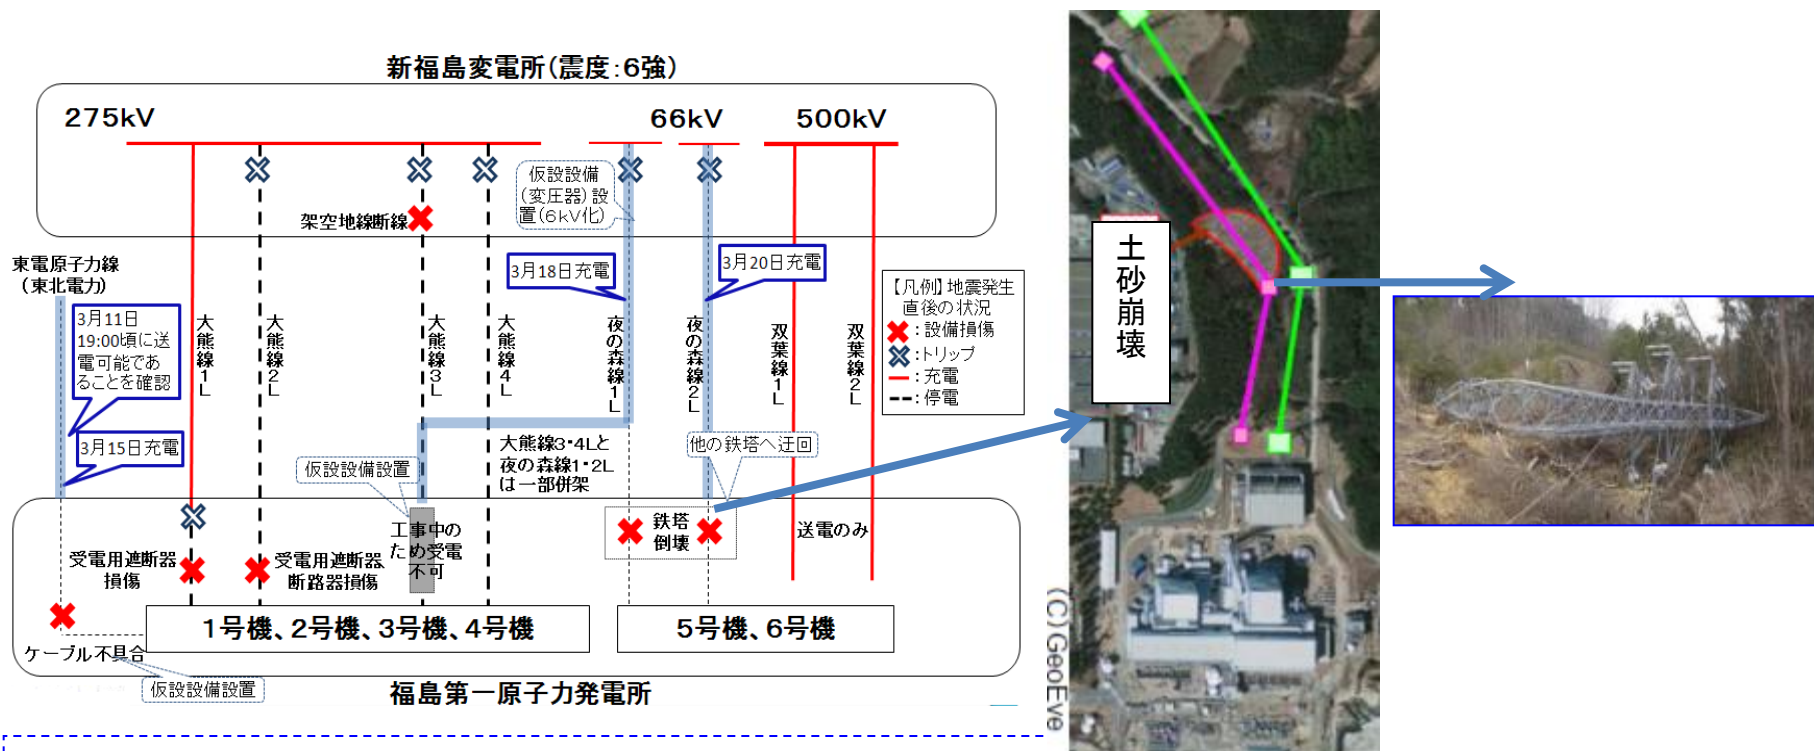 新福島変電所(震度：6強)
275kV
66kV
500kV
仮設設備
(変圧器)設
置(6kV化)
架空地線断線
東電原子力線
(東北電力)
3月11日
19:00頃に送
電可能であ
ることを確認
3月15日充電
3月18日充電
3月20日充電
【凡例】地震発生
直後の状況
：設備損傷
：トリップ
：充電
：停電
大熊線1L
大熊線2L
大熊線3L
大熊線4L
夜の森線1L
夜の森線2L
双葉線1L
双葉線2L
仮設設備設置
大熊線3・4Lと
夜の森線1・2L
は一部併架
他の鉄塔へ迂回
受電用遮断器
損傷
受電用遮断器、
断路器損傷
工事中の
ため受電
不可
鉄塔
倒壊
送電のみ
1号機、2号機、3号機、4号機
5号機、6号機
ケーブル不具合
仮設設備設置
福島第一原子力発電所
土砂崩壊
(C)GeoEye